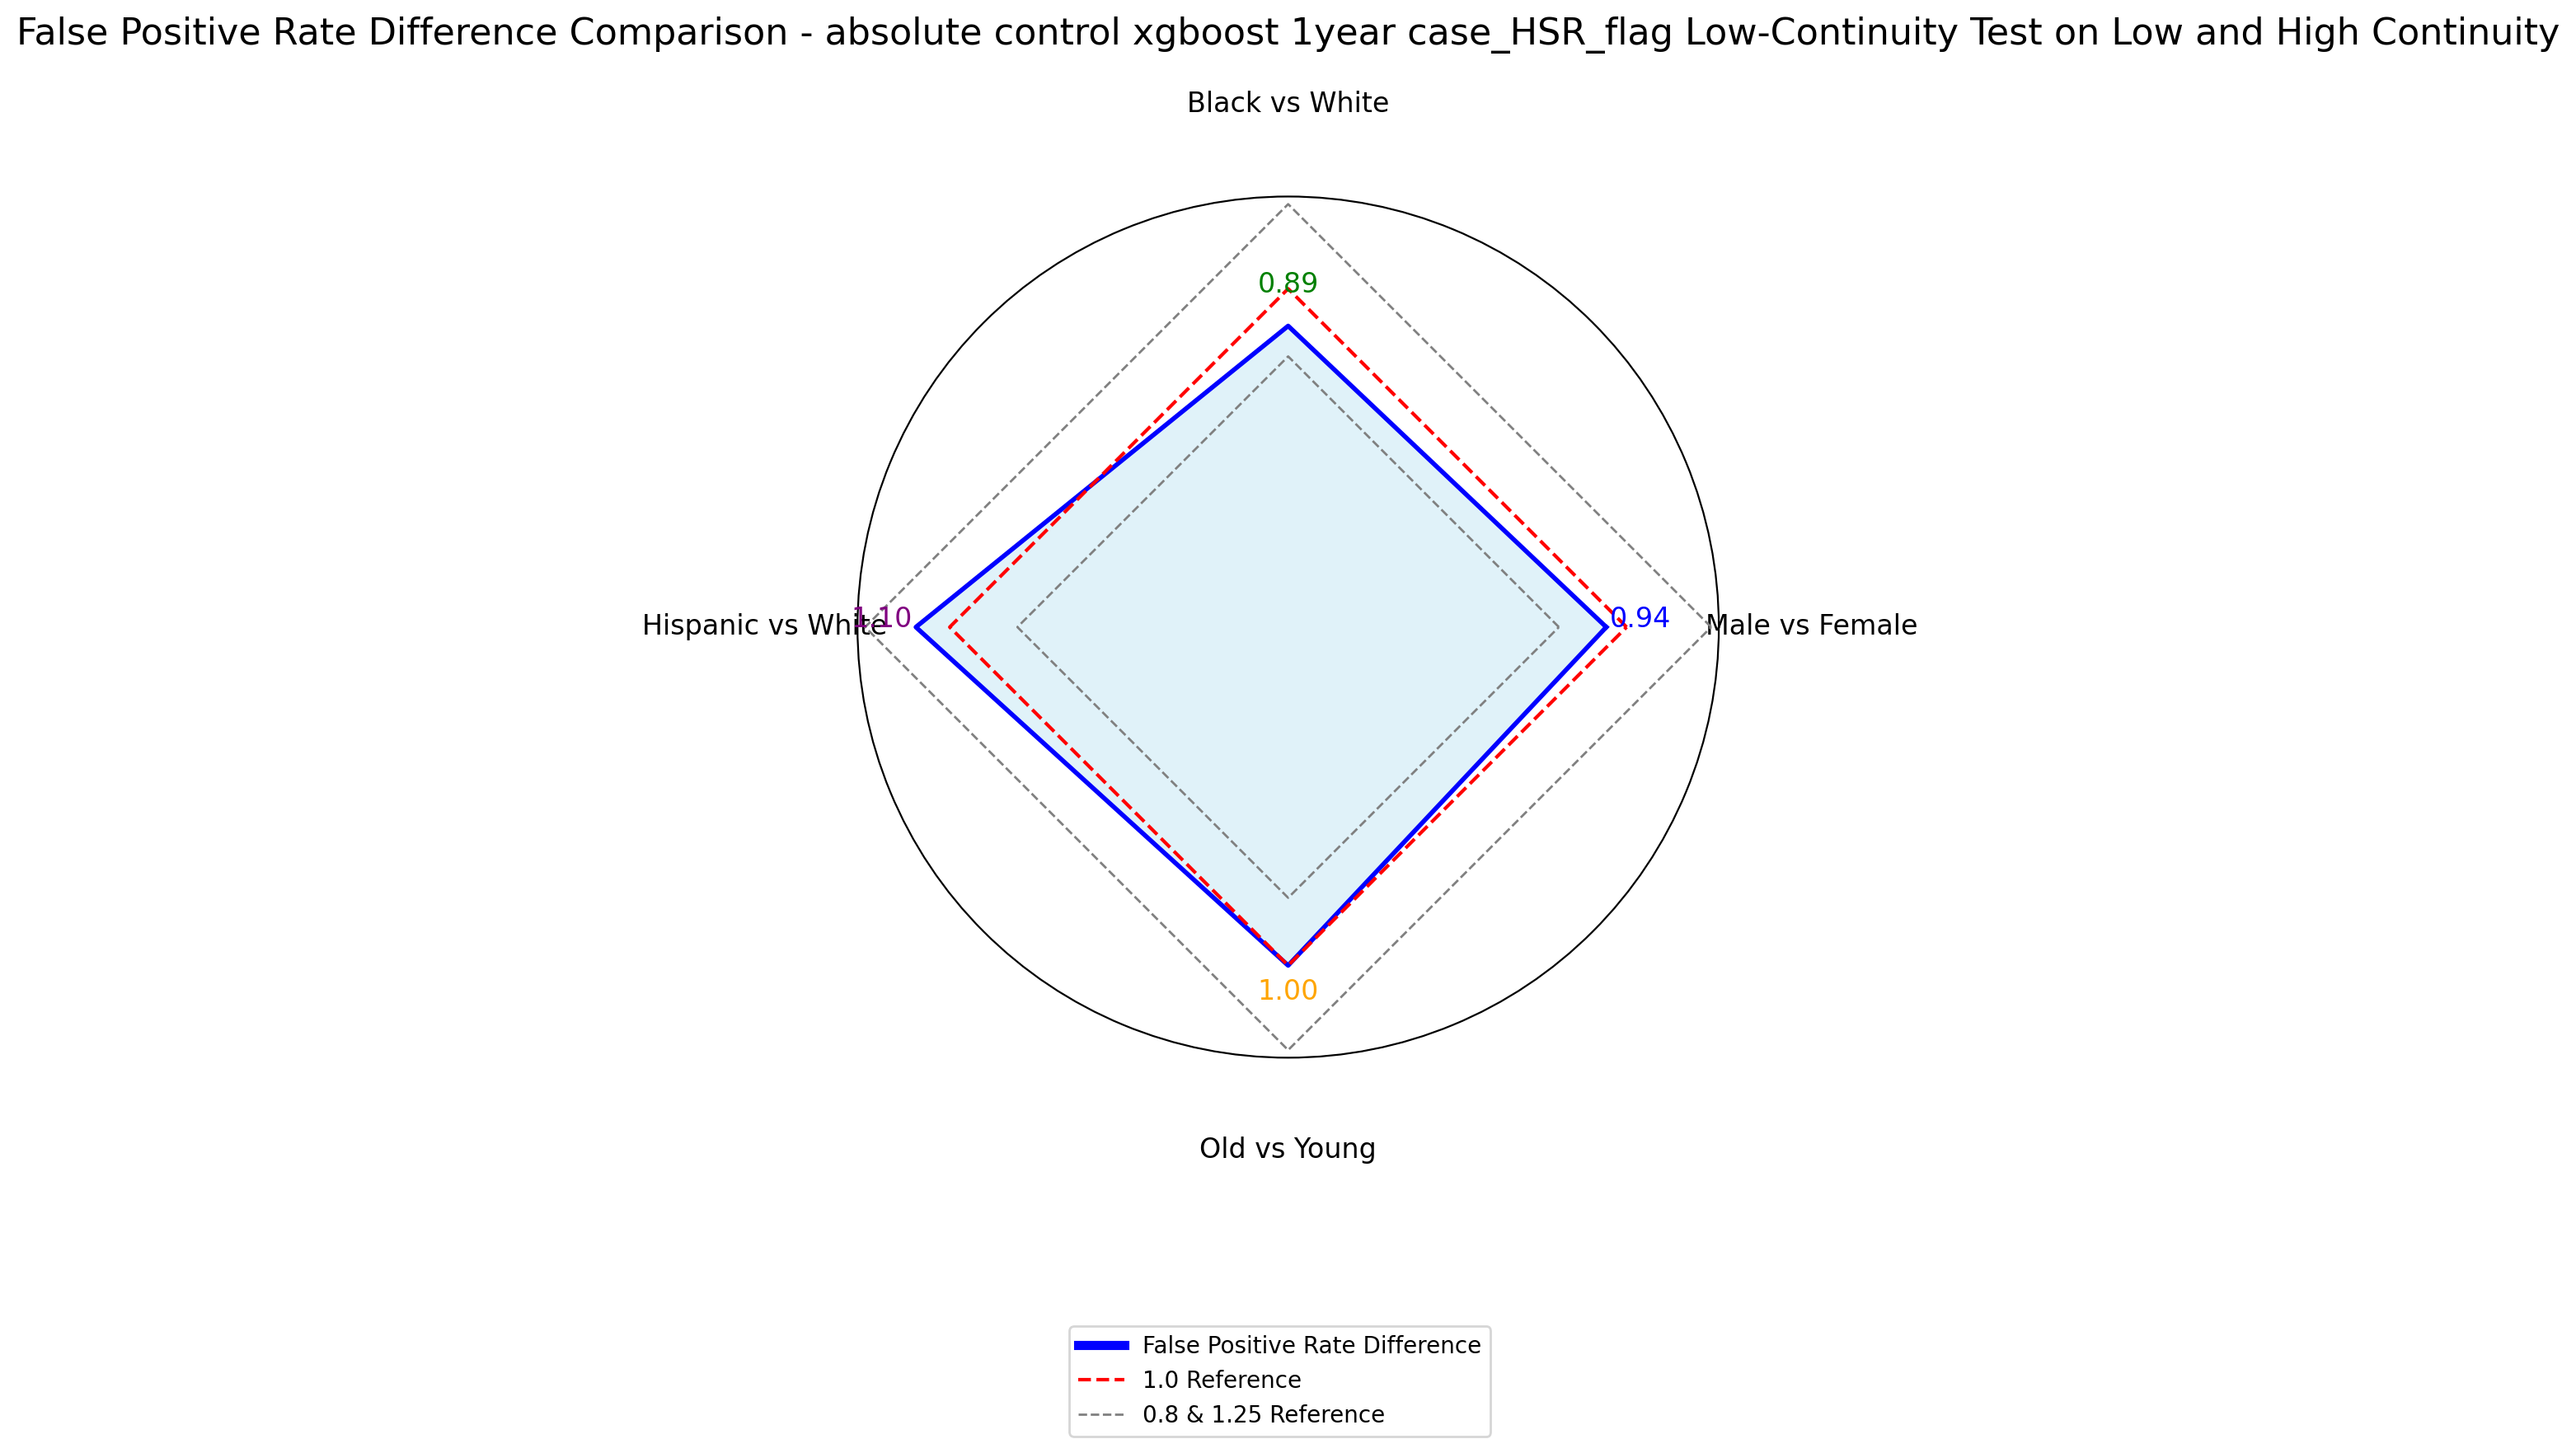 False Positive Rate Difference Comparison - absolute control xgboost 1year case_HSR_flag Low-Continuity Test on Low and High Continuity
Black vs White
0.89
Hispanic vs White
1.10
0.94
Male vs Female
1.00
Old vs Young
False Positive Rate Difference
1.0 Reference
0.8 & 1.25 Reference